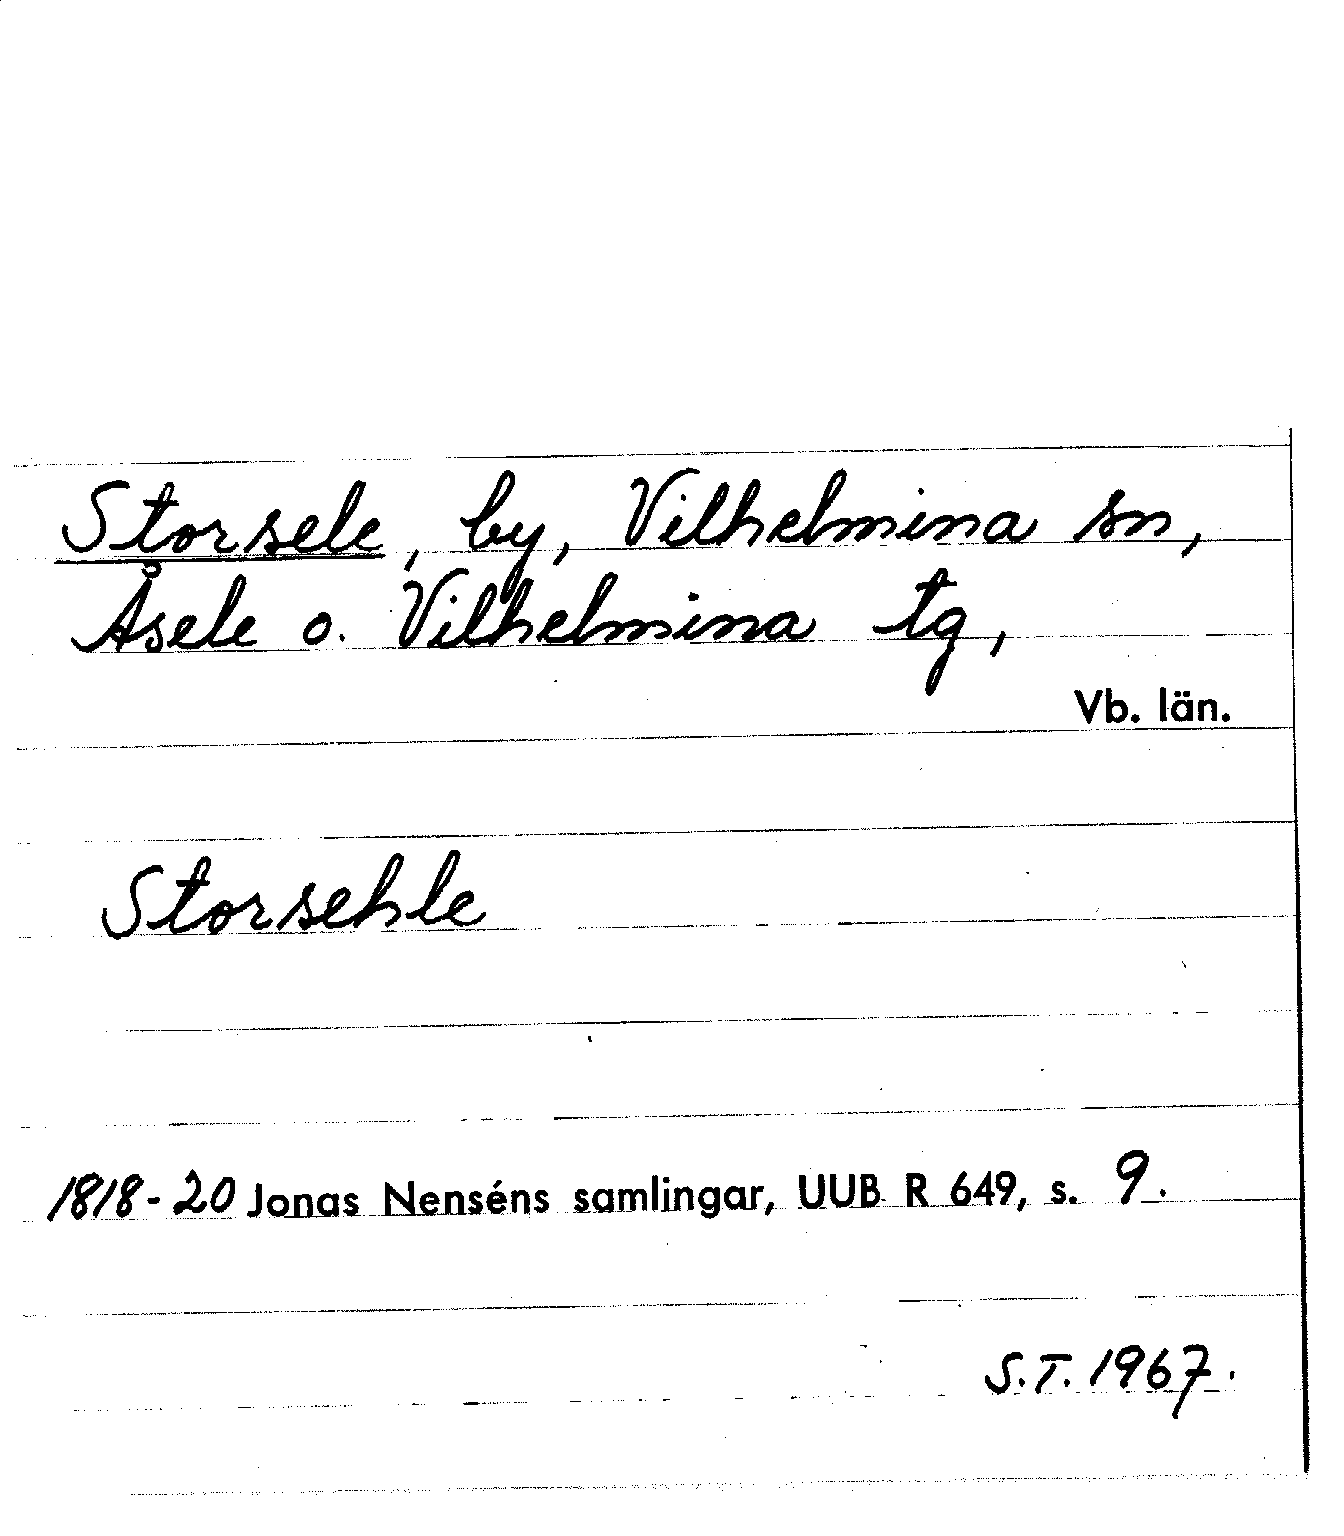 Storsele, by, Vilhelmina sn,
Åsele o. Vilhelmina tg,
Vb. län.
Storsehle
1818-20 Jonas Nenséns samlingar, UUB R 649, s. 9.
S.T. 1967.